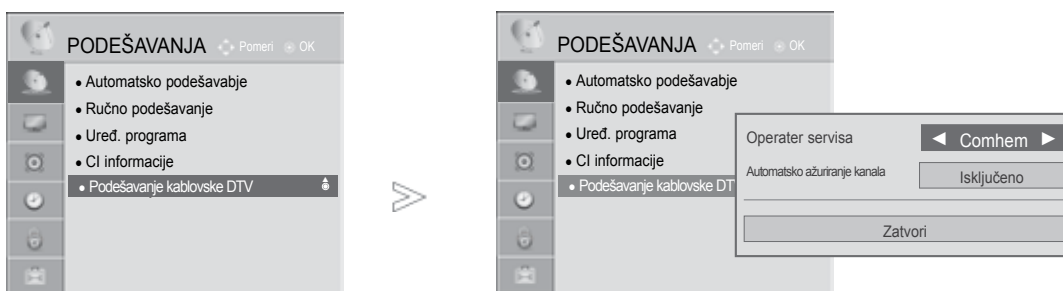 PODEŠAVANJA Pomeri OK
• Automatsko podešavabje
• Ručno podešavanje
• Uređ. programa
• CI informacije
• Podešavanje kablovske DTV
PODEŠAVANJA Pomeri OK
• Automatsko podešavabje
• Ručno podešavanje
• Uređ. programa
• CI informacije
• Podešavanje kablovske DT
Operater servisa ◄ Comhem ►
Automatsko ažuriranje kanala Isključeno
Zatvori